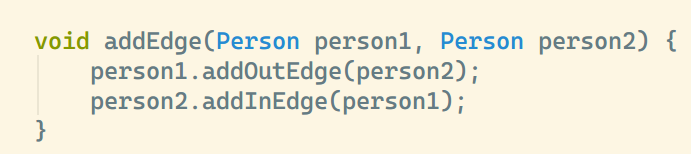 void addEdge(Person person1, Person person2) {
    person1.addOutEdge(person2);
    person2.addInEdge(person1);
}